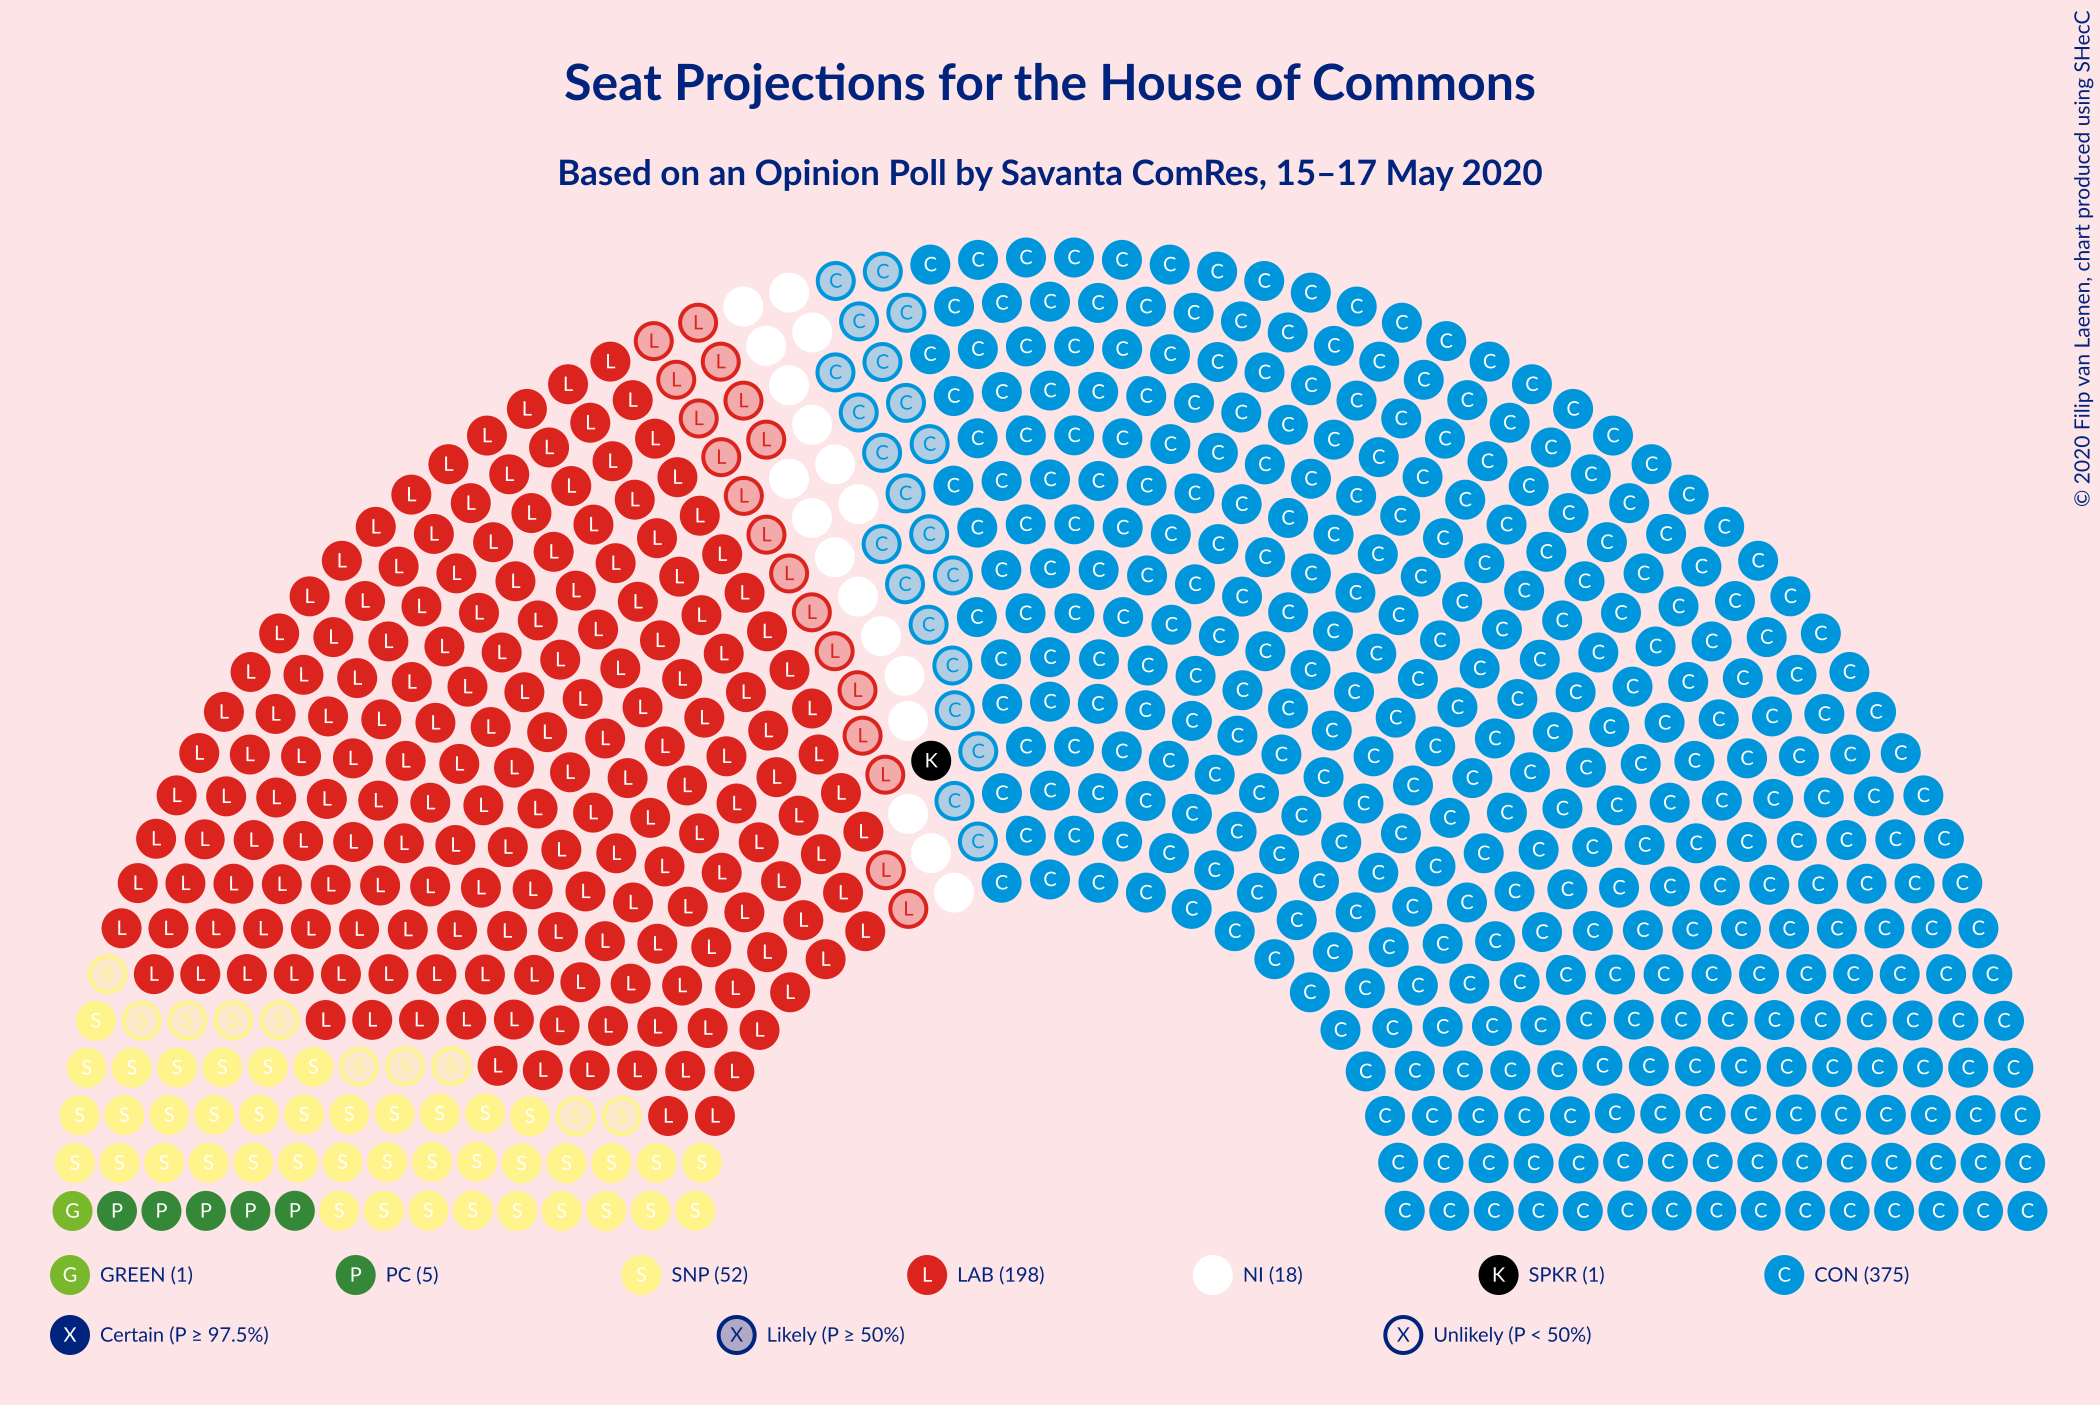 Seat Projections for the House of Commons
Based on an Opinion Poll by Savanta ComRes, 15–17 May 2020
© 2020 Filip van Laenen, chart produced using SHecC
G GREEN (1) P PC (5) S SNP (52) L LAB (198) NI (18) K SPKR (1) C CON (375)
X Certain (P ≥ 97.5%) X Likely (P ≥ 50%) X Unlikely (P < 50%)